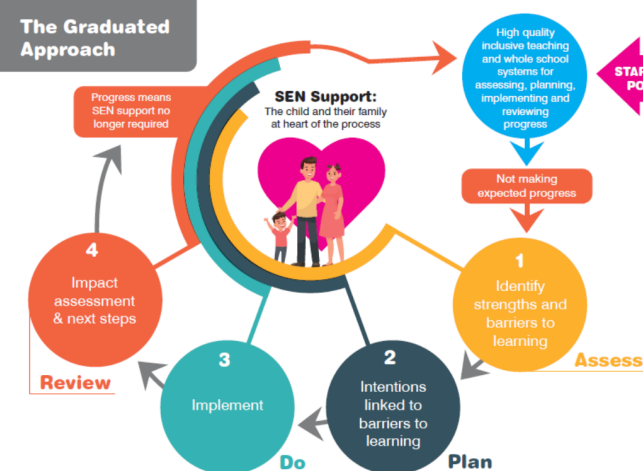 The Graduated
Approach
High quality
inclusive teaching
and whole school
systems for
assessing, planning,
implementing and
reviewing
progress
STAR
PO
Progress means
SEN support no
longer required
SEN Support:
The child and their family
at heart of the process
Not making
expected progress
1
Identify
strengths and
barriers to
learning
Assess
2
Intentions
linked to
barriers to
learning
Plan
3
Implement
Do
4
Impact
assessment
& next steps
Review